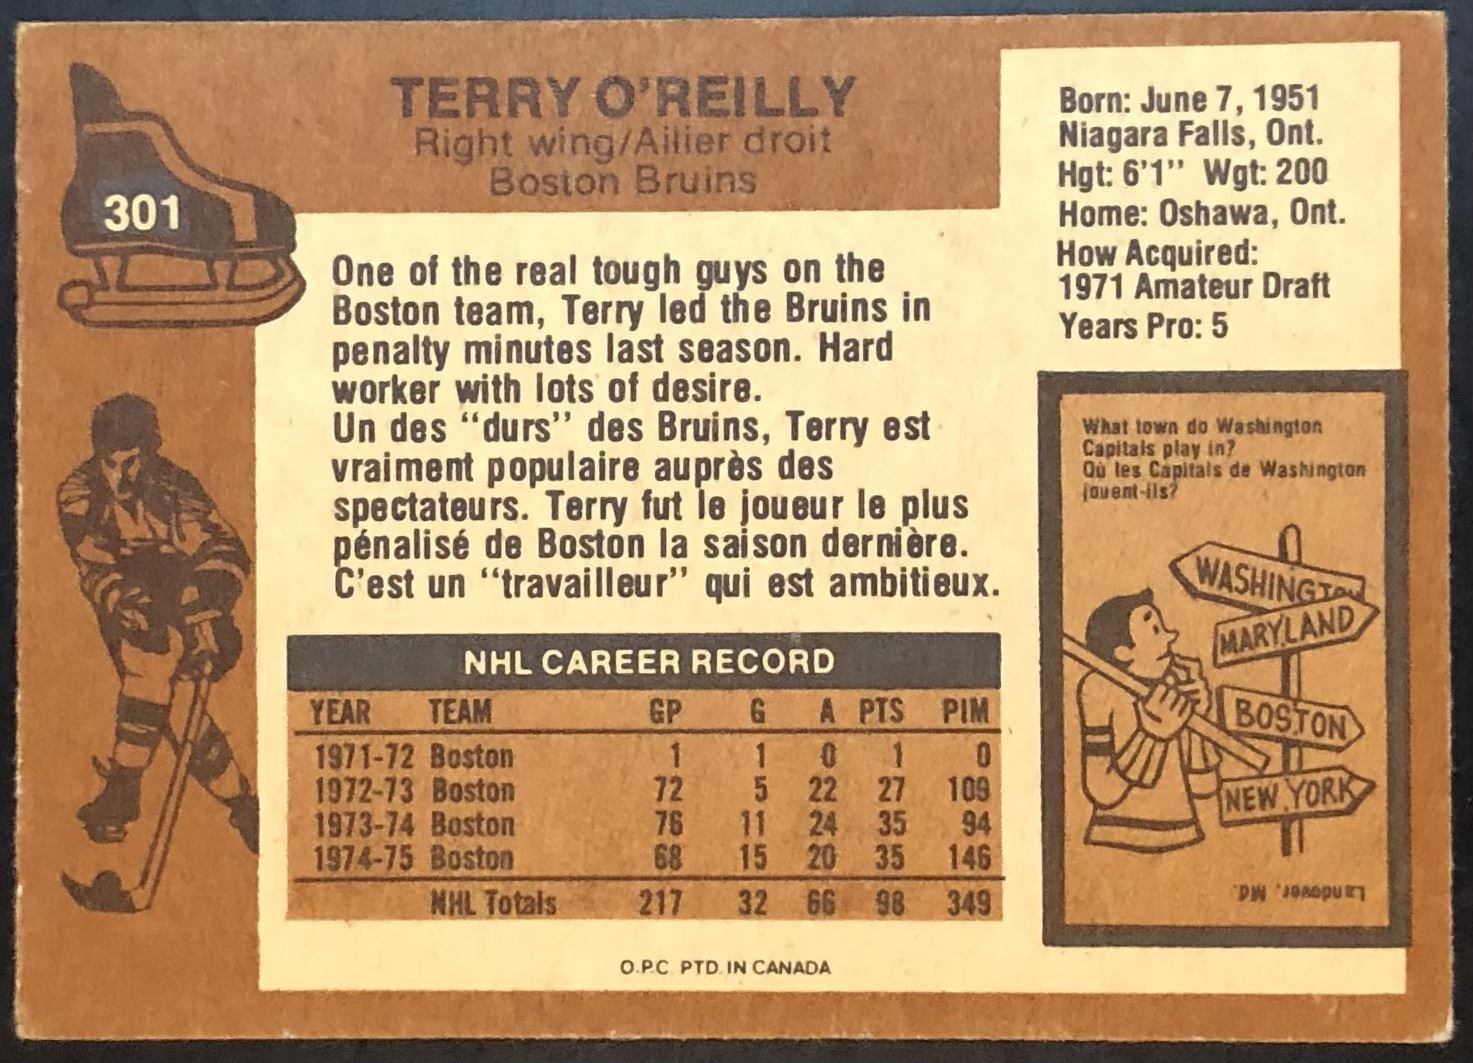 301
TERRY O'REILLY
Right wing/Ailier droit
Boston Bruins
Born: June 7, 1951
Niagara Falls, Ont.
Hgt: 6'1" Wgt: 200
Home: Oshawa, Ont.
How Acquired:
1971 Amateur Draft
Years Pro: 5
One of the real tough guys on the
Boston team, Terry led the Bruins in
penalty minutes last season. Hard
worker with lots of desire.
Un des "durs" des Bruins, Terry est
vraiment populaire auprès des
spectateurs. Terry fut le joueur le plus
pénalisé de Boston la saison dernière.
C'est un "travailleur" qui est ambitieux.
NHL CAREER RECORD
YEAR TEAM GP G A PTS PIM
1971-72 Boston 1 1 0 1 0
1972-73 Boston 72 5 22 27 109
1973-74 Boston 76 11 24 35 94
1974-75 Boston 68 15 20 35 146
NHL Totals 217 32 66 98 349
O.P.C. PTD. IN CANADA
What town do Washington
Capitals play in?
Où les Capitals de Washington
jouent-ils?
WASHINGTON
MARYLAND
BOSTON
NEW YORK
Landover, Md.